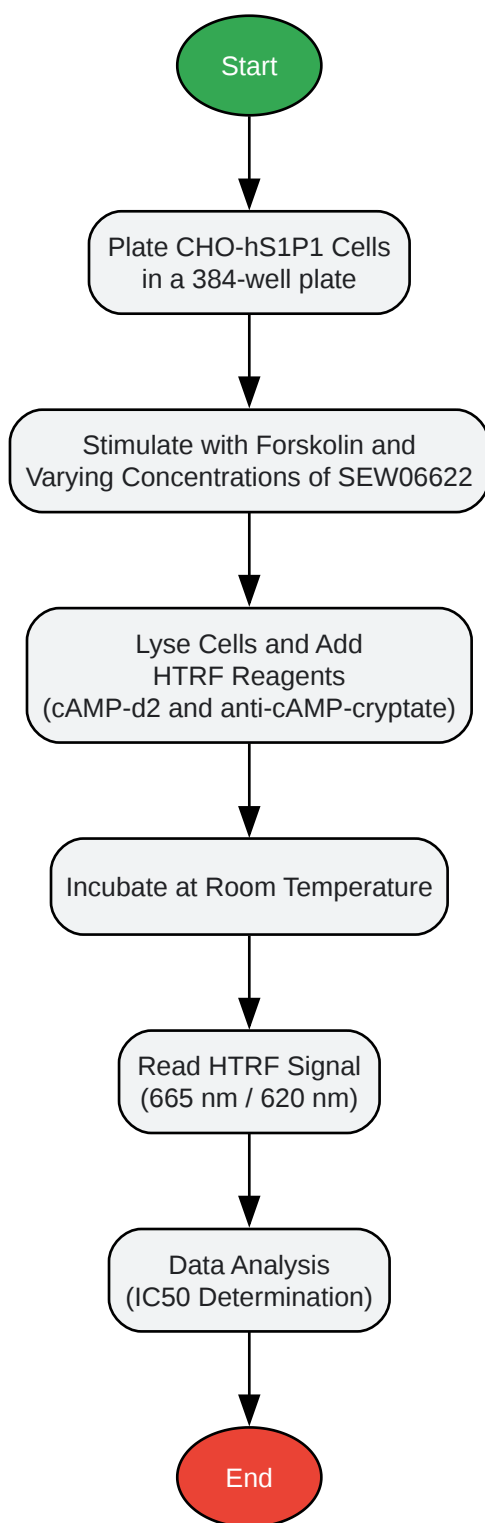 Start
Plate CHO-hS1P1 Cells
in a 384-well plate
Stimulate with Forskolin and
Varying Concentrations of SEW06622
Lyse Cells and Add
HTRF Reagents
(cAMP-d2 and anti-cAMP-cryptate)
Incubate at Room Temperature
Read HTRF Signal
(665 nm / 620 nm)
Data Analysis
(IC50 Determination)
End